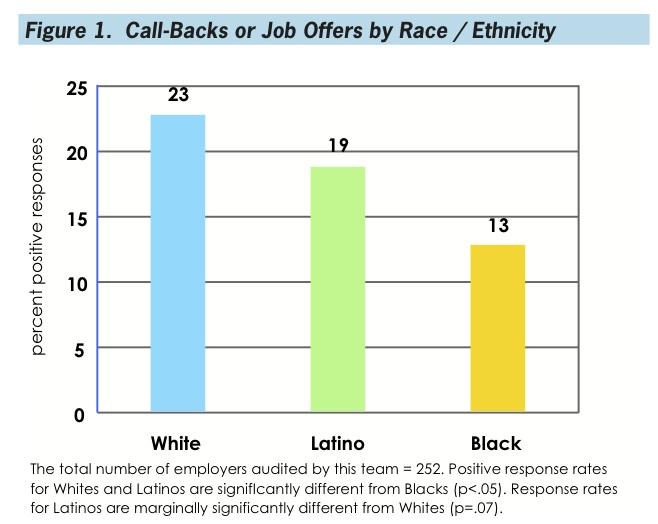 Figure 1. Call-Backs or Job Offers by Race / Ethnicity
percent positive responses
25
20
15
10
5
0
23
19
13
White
Latino
Black
The total number of employers audited by this team = 252. Positive response rates
for Whites and Latinos are significantly different from Blacks (p<.05). Response rates
for Latinos are marginally significantly different from Whites (p=.07).